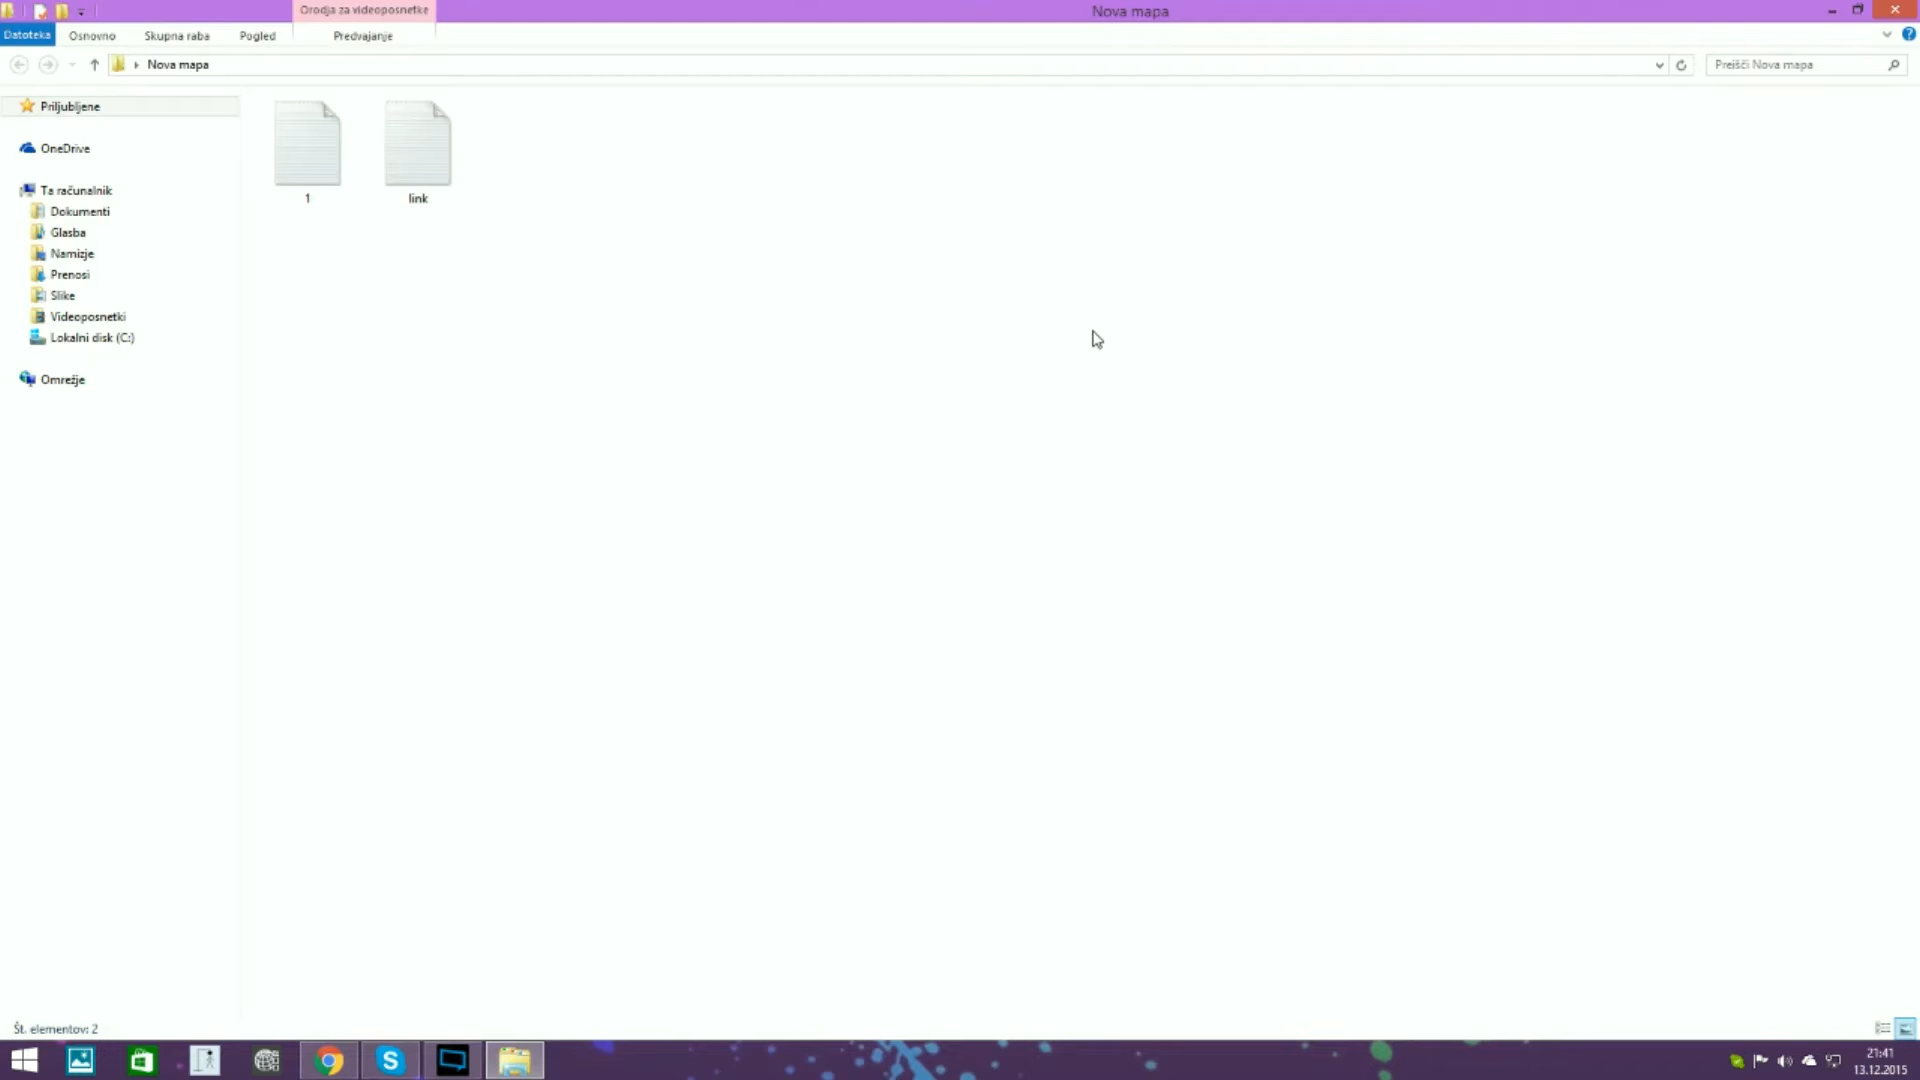 Orodja za videoposnetke
Nova mapa
Datoteka
Osnovno
Skupna raba
Pogled
Predvajanje
Nova mapa
Preišči Nova mapa
Priljubljene
OneDrive
Ta računalnik
Dokumenti
Glasba
Namizje
Prenosi
Slike
Videoposnetki
Lokalni disk (C:)
Omrežje
1
link
Št. elementov: 2
21:41
13.12.2015